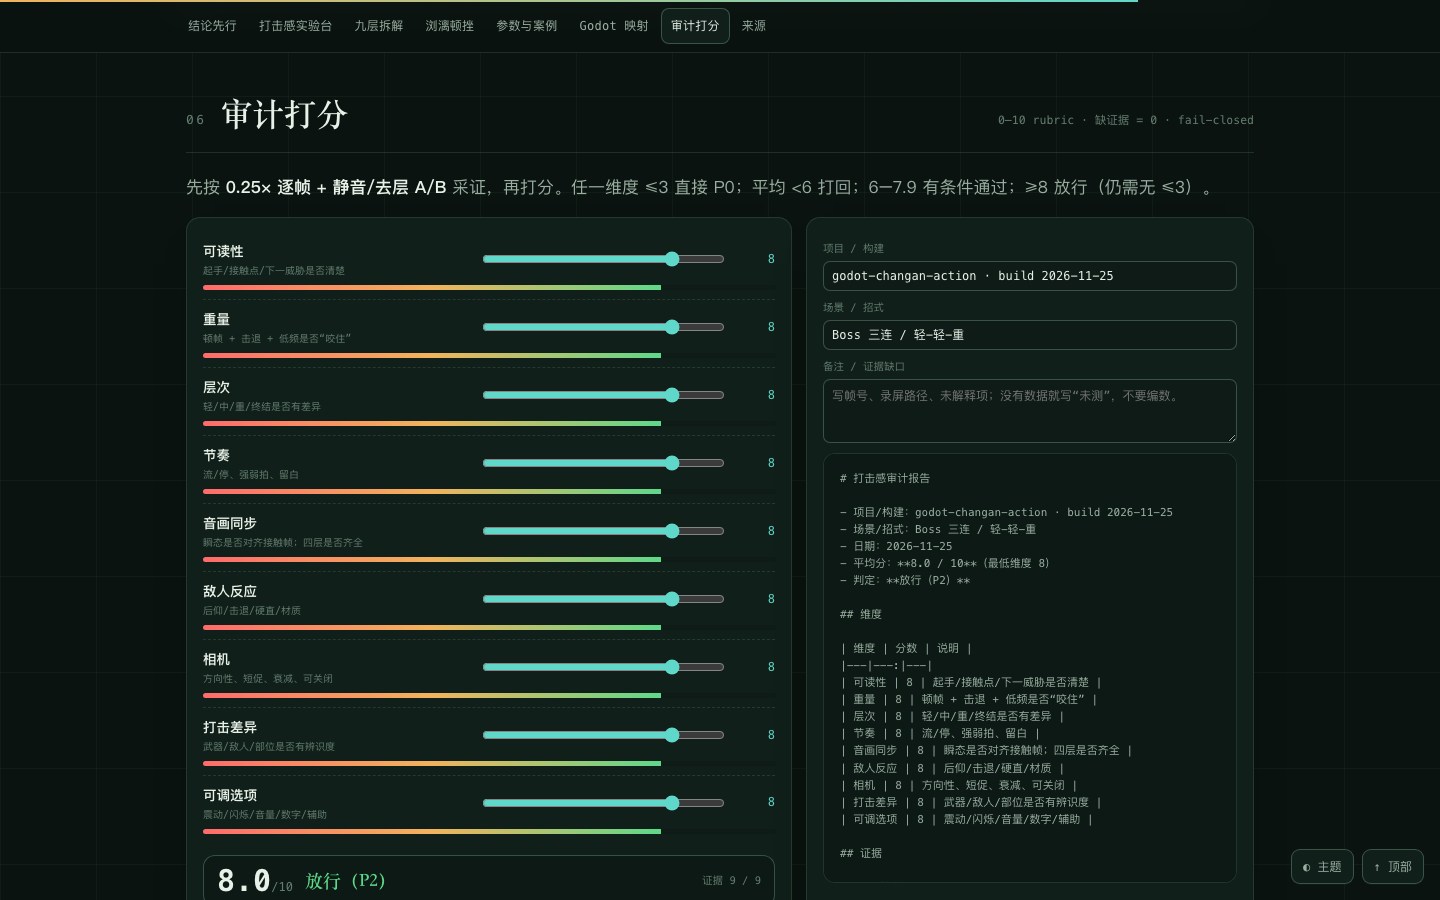 结论先行 打击感实验台 九层拆解 浏漓顿挫 参数与案例 Godot 映射 审计打分 来源
06 审计打分
0—10 rubric · 缺证据 = 0 · fail-closed
先按 0.25× 逐帧 + 静音/去层 A/B 采证，再打分。任一维度 ≤3 直接 P0；平均 <6 打回；6—7.9 有条件通过；≥8 放行（仍需无 ≤3）。
可读性
起手/接触点/下一威胁是否清楚
8
重量
顿帧 + 击退 + 低频是否“咬住”
8
层次
轻/中/重/终结是否有差异
8
节奏
流/停、强弱拍、留白
8
音画同步
瞬态是否对齐接触帧；四层是否齐全
8
敌人反应
后仰/击退/硬直/材质
8
相机
方向性、短促、衰减、可关闭
8
打击差异
武器/敌人/部位是否有辨识度
8
可调选项
震动/闪烁/音量/数字/辅助
8
8.0/10 放行（P2） 证据 9 / 9
项目 / 构建
godot-changan-action · build 2026-11-25
场景 / 招式
Boss 三连 / 轻-轻-重
备注 / 证据缺口
写帧号、录屏路径、未解释项；没有数据就写“未测”，不要编数。
# 打击感审计报告
- 项目/构建：godot-changan-action · build 2026-11-25
- 场景/招式：Boss 三连 / 轻-轻-重
- 日期：2026-11-25
- 平均分：**8.0 / 10**（最低维度 8）
- 判定：**放行（P2）**
## 维度
| 维度 | 分数 | 说明 |
|---|---:|---|
| 可读性 | 8 | 起手/接触点/下一威胁是否清楚 |
| 重量 | 8 | 顿帧 + 击退 + 低频是否“咬住” |
| 层次 | 8 | 轻/中/重/终结是否有差异 |
| 节奏 | 8 | 流/停、强弱拍、留白 |
| 音画同步 | 8 | 瞬态是否对齐接触帧；四层是否齐全 |
| 敌人反应 | 8 | 后仰/击退/硬直/材质 |
| 相机 | 8 | 方向性、短促、衰减、可关闭 |
| 打击差异 | 8 | 武器/敌人/部位是否有辨识度 |
| 可调选项 | 8 | 震动/闪烁/音量/数字/辅助 |
## 证据
◐ 主题
↑ 顶部